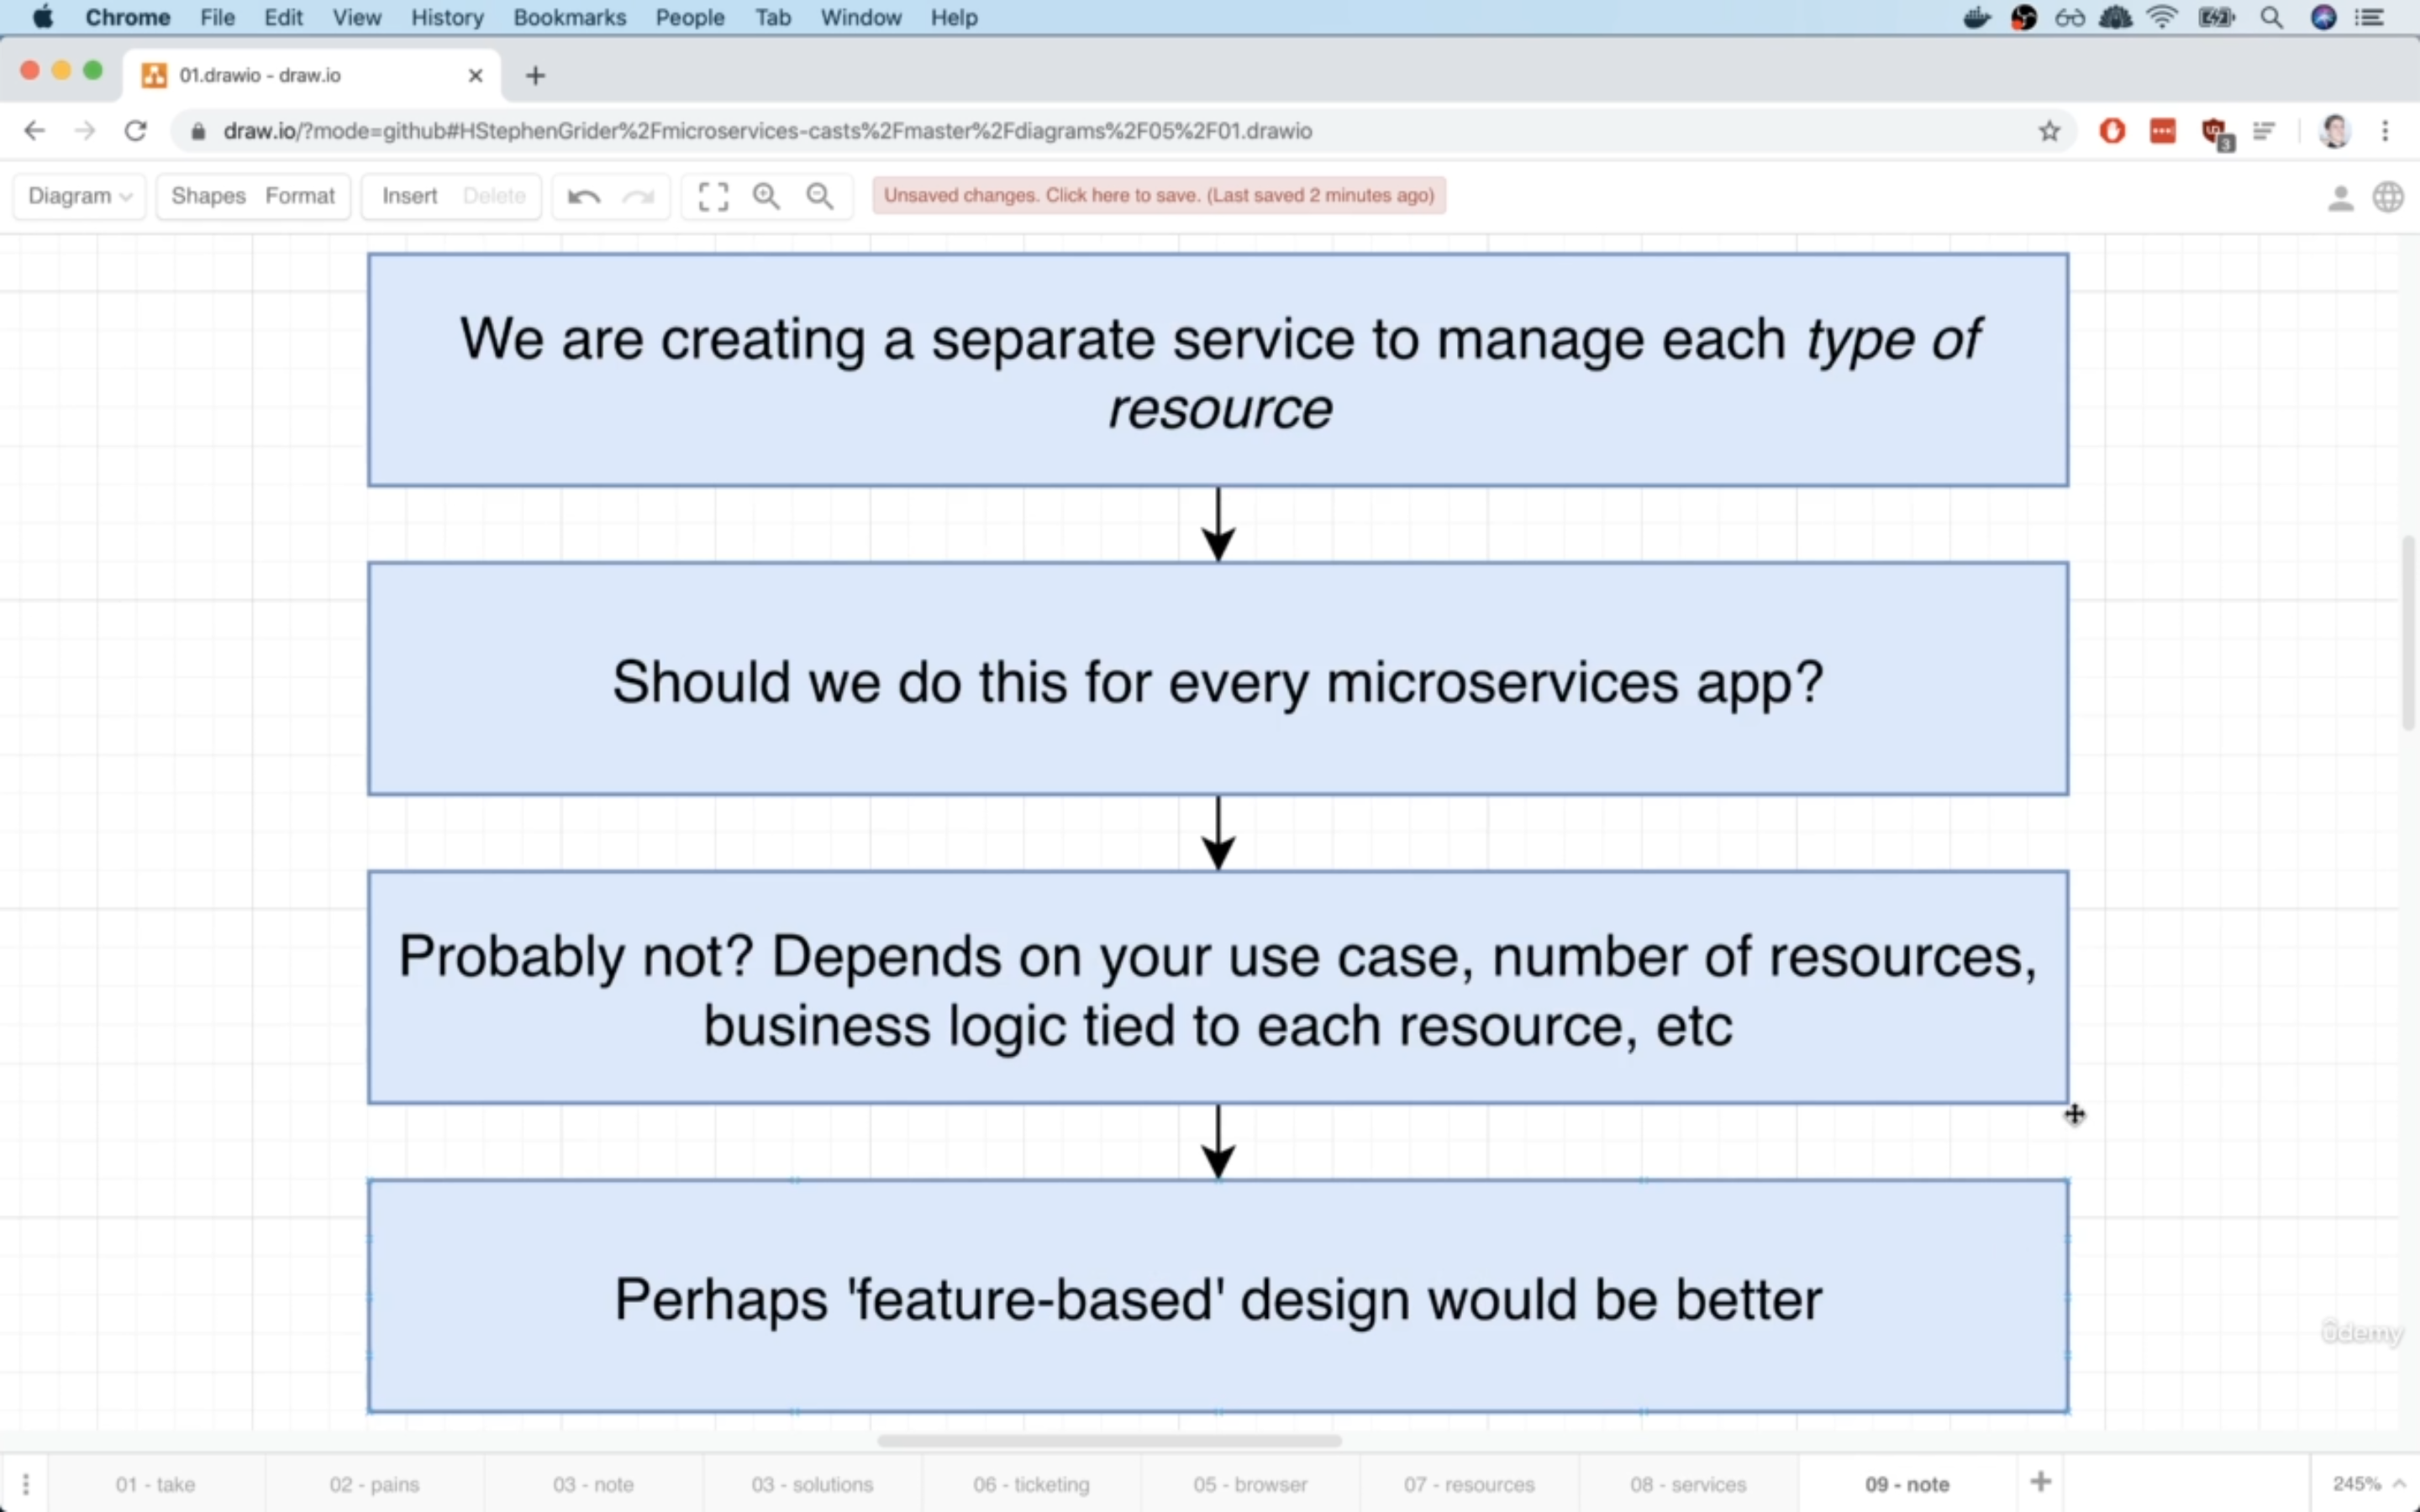 Chrome File Edit View History Bookmarks People Tab Window Help
01.drawio - draw.io
draw.io/?mode=github#HStephenGrider%2Fmicroservices-casts%2Fmaster%2Fdiagrams%2F05%2F01.drawio
3
Diagram Shapes Format Insert Delete Unsaved changes. Click here to save. (Last saved 2 minutes ago)
We are creating a separate service to manage each type of
resource
Should we do this for every microservices app?
Probably not? Depends on your use case, number of resources,
business logic tied to each resource, etc
Perhaps 'feature-based' design would be better
ûdemy
01 - take 02 - pains 03 - note 03 - solutions 06 - ticketing 05 - browser 07 - resources 08 - services 09 - note 245%